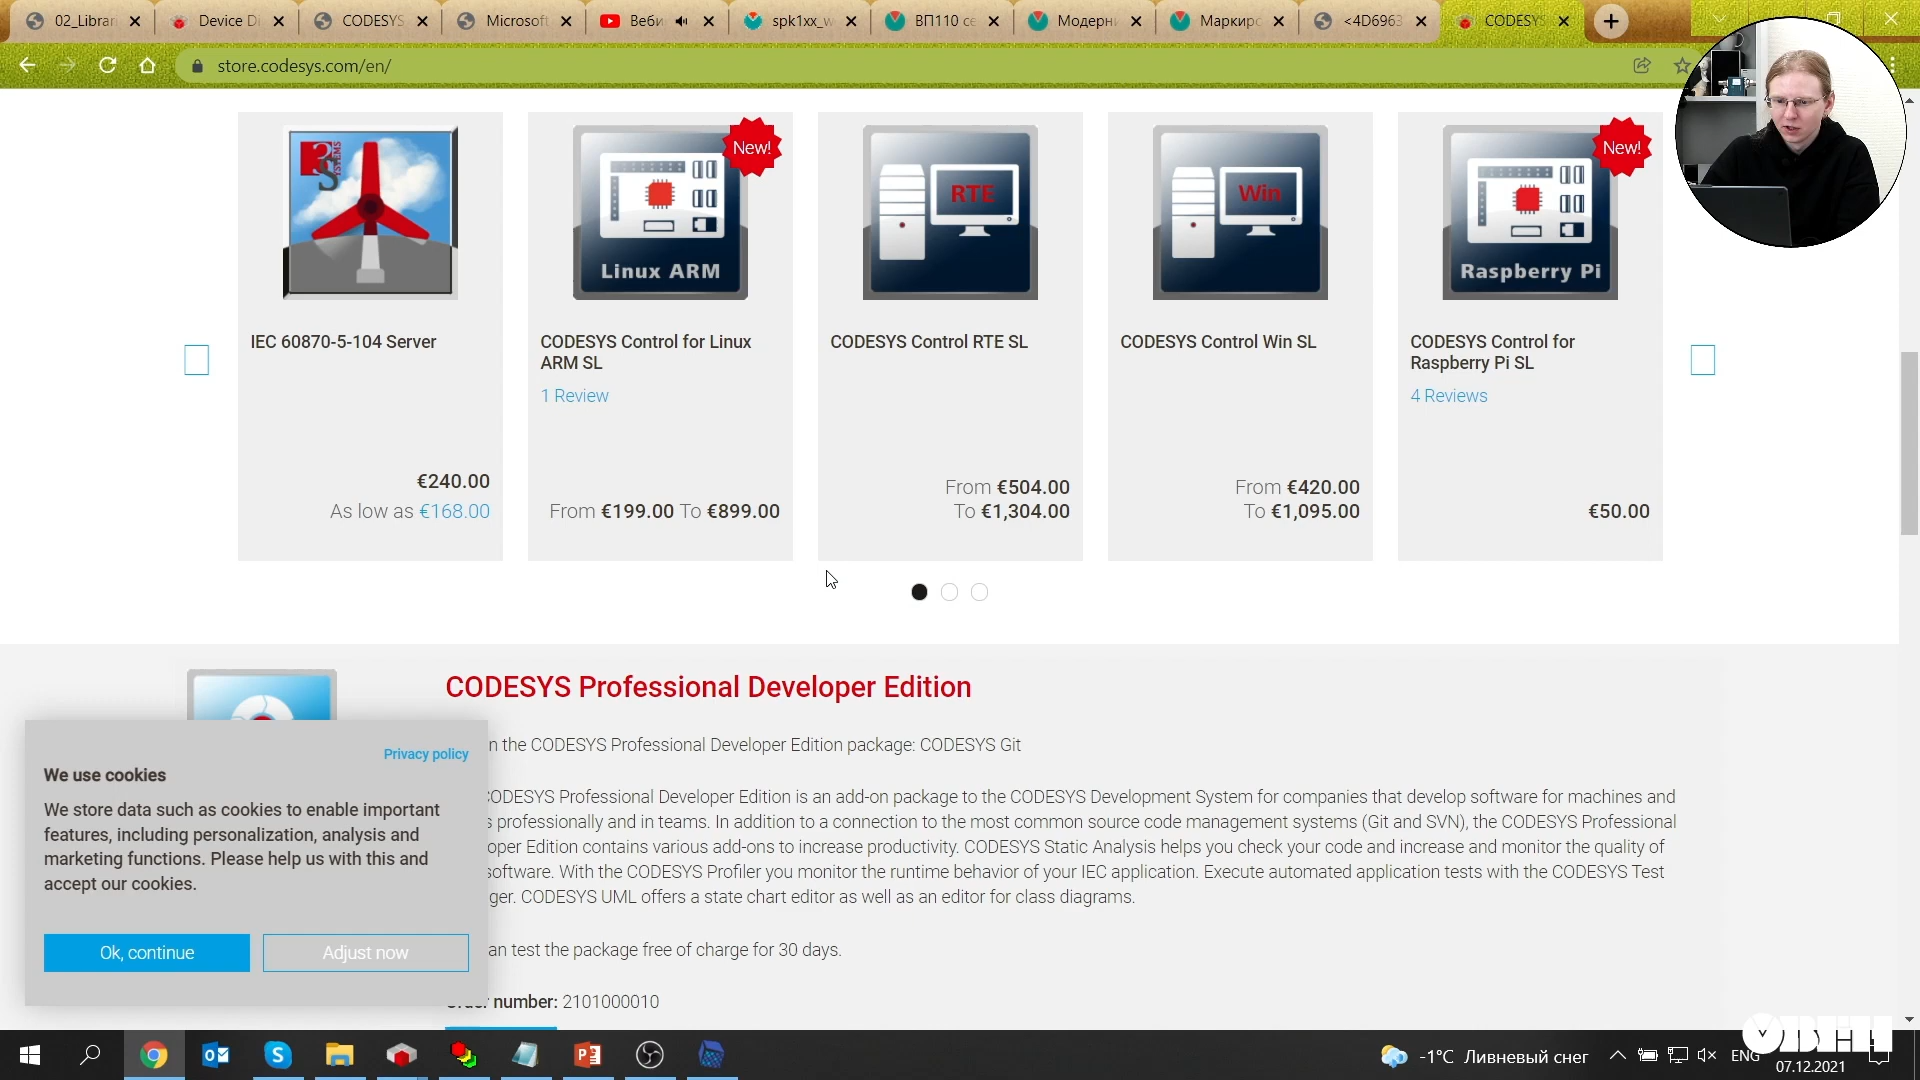 02_Librar
Device Di
CODESYS
Microsoft
Веби
spk1xx_w
ВП110 се
Модерни
Маркирс
<4D6963
CODESYS
store.codesys.com/en/
3S
SYSTEMS
New!
Linux ARM
RTE
Win
New!
Raspberry Pi
IEC 60870-5-104 Server
CODESYS Control for Linux
ARM SL
1 Review
CODESYS Control RTE SL
CODESYS Control Win SL
CODESYS Control for
Raspberry Pi SL
4 Reviews
€240.00
As low as €168.00
From €199.00 To €899.00
From €504.00
To €1,304.00
From €420.00
To €1,095.00
€50.00
CODESYS Professional Developer Edition
n the CODESYS Professional Developer Edition package: CODESYS Git
CODESYS Professional Developer Edition is an add-on package to the CODESYS Development System for companies that develop software for machines and
s professionally and in teams. In addition to a connection to the most common source code management systems (Git and SVN), the CODESYS Professional
oper Edition contains various add-ons to increase productivity. CODESYS Static Analysis helps you check your code and increase and monitor the quality of
software. With the CODESYS Profiler you monitor the runtime behavior of your IEC application. Execute automated application tests with the CODESYS Test
ger. CODESYS UML offers a state chart editor as well as an editor for class diagrams.
an test the package free of charge for 30 days.
Order number: 2101000010
Privacy policy
We use cookies
We store data such as cookies to enable important
features, including personalization, analysis and
marketing functions. Please help us with this and
accept our cookies.
Ok, continue
Adjust now
-1°C Ливневый снег
ENG
07.12.2021
ОВЕН